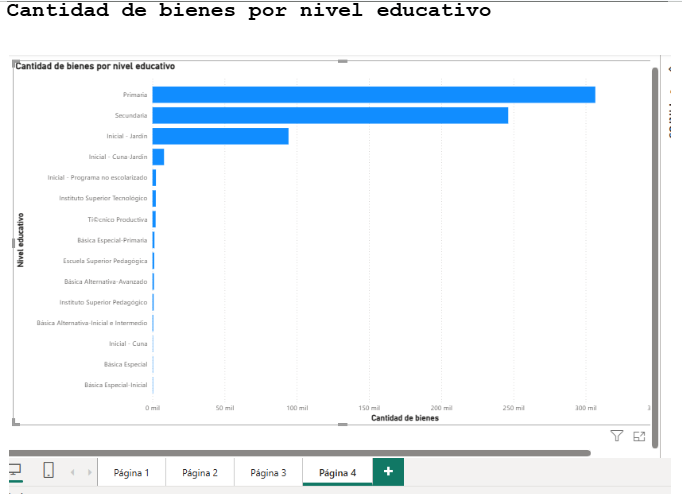 Cantidad de bienes por nivel educativo
Cantidad de bienes por nivel educativo
Primaria
Secundaria
Inicial - Jardín
Inicial - Cuna-Jardín
Inicial - Programa no escolarizado
Instituto Superior Tecnológico
TrÃ©cnico Productiva
Básica Especial-Primaria
Escuela Superior Pedagógica
Básica Alternativa-Avanzado
Instituto Superior Pedagógico
Básica Alternativa-Inicial e Intermedio
Inicial - Cuna
Básica Especial
Básica Especial-Inicial
Nivel educativo
0 mil 50 mil 100 mil 150 mil 200 mil 250 mil 300 mil 3
Cantidad de bienes
Página 1 Página 2 Página 3 Página 4 +